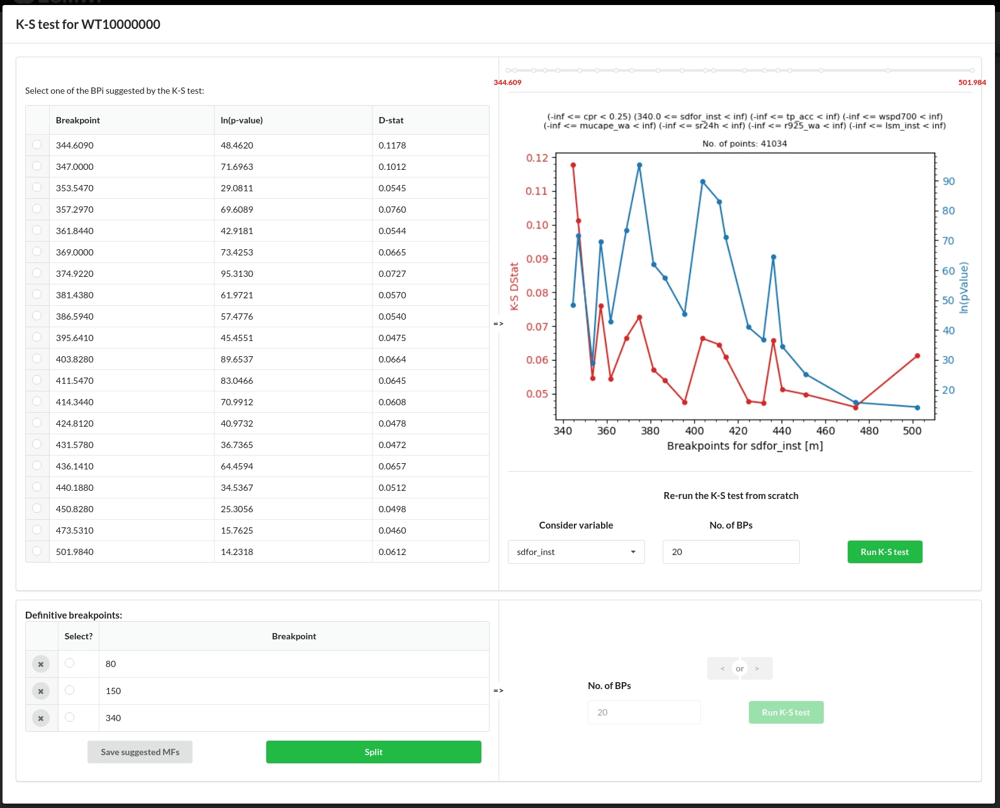 K-S test for WT10000000
Select one of the BPi suggested by the K-S test:
Breakpoint ln(p-value) D-stat
344.6090 48.4620 0.1178
347.0000 71.6963 0.1012
353.5470 29.0811 0.0545
357.2970 69.6089 0.0760
361.8440 42.9181 0.0544
369.0000 73.4253 0.0665
374.9220 95.3130 0.0727
381.4380 61.9721 0.0570
386.5940 57.4776 0.0540
395.6410 45.4551 0.0475
403.8280 89.6537 0.0664
411.5470 83.0466 0.0645
414.3440 70.9912 0.0608
424.8120 40.9732 0.0478
431.5780 36.7365 0.0472
436.1410 64.4594 0.0657
440.1880 34.5367 0.0512
450.8280 25.3056 0.0498
473.5310 15.7625 0.0460
501.9840 14.2318 0.0612
=>
344.609 501.984
(-inf <= cpr < 0.25) (340.0 <= sdfor_inst < inf) (-inf <= tp_acc < inf) (-inf <= wspd700 < inf)
(-inf <= mucape_wa < inf) (-inf <= sr24h < inf) (-inf <= r925_wa < inf) (-inf <= lsm_inst < inf)
No. of points: 41034
K-S DStat
0.12
0.11
0.10
0.09
0.08
0.07
0.06
0.05
90
80
70
60
50
40
30
20
ln(pValue)
340 360 380 400 420 440 460 480 500
Breakpoints for sdfor_inst [m]
Re-run the K-S test from scratch
Consider variable No. of BPs
sdfor_inst 20 Run K-S test
Definitive breakpoints:
Select? Breakpoint
80
150
340
Save suggested MFs Split
=>
< or >
No. of BPs
20 Run K-S test